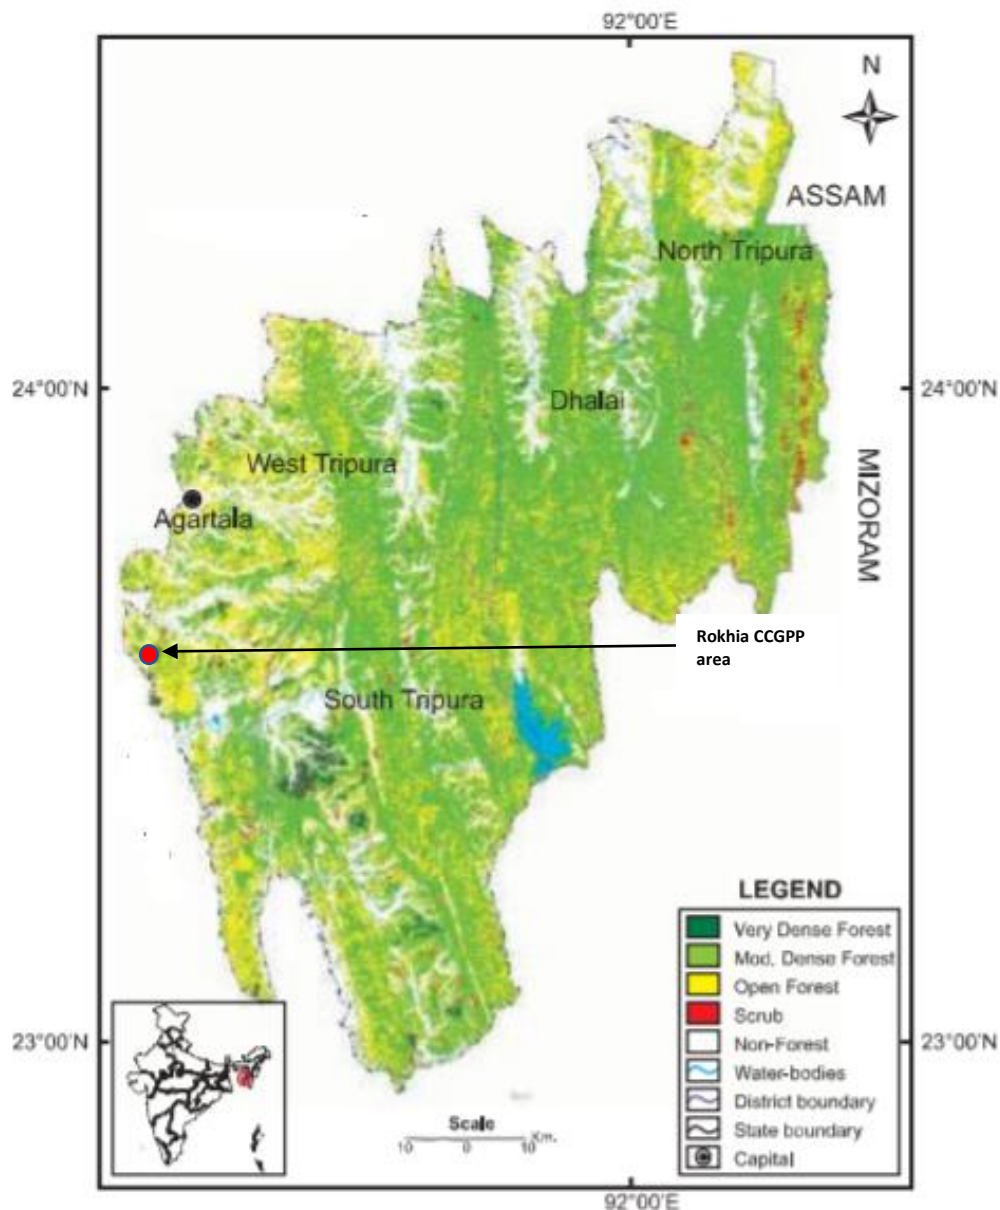 92°00'E
N
ASSAM
North Tripura
24°00'N
24°00'N
Dhalai
West Tripura
MIZORAM
Agartala
Rokhia CCGPP
area
South Tripura
LEGEND
Very Dense Forest
Mod. Dense Forest
Open Forest
Scrub
Non-Forest
Water-bodies
District boundary
State boundary
Capital
23°00'N
23°00'N
Scale
10 0 10 Km.
92°00'E